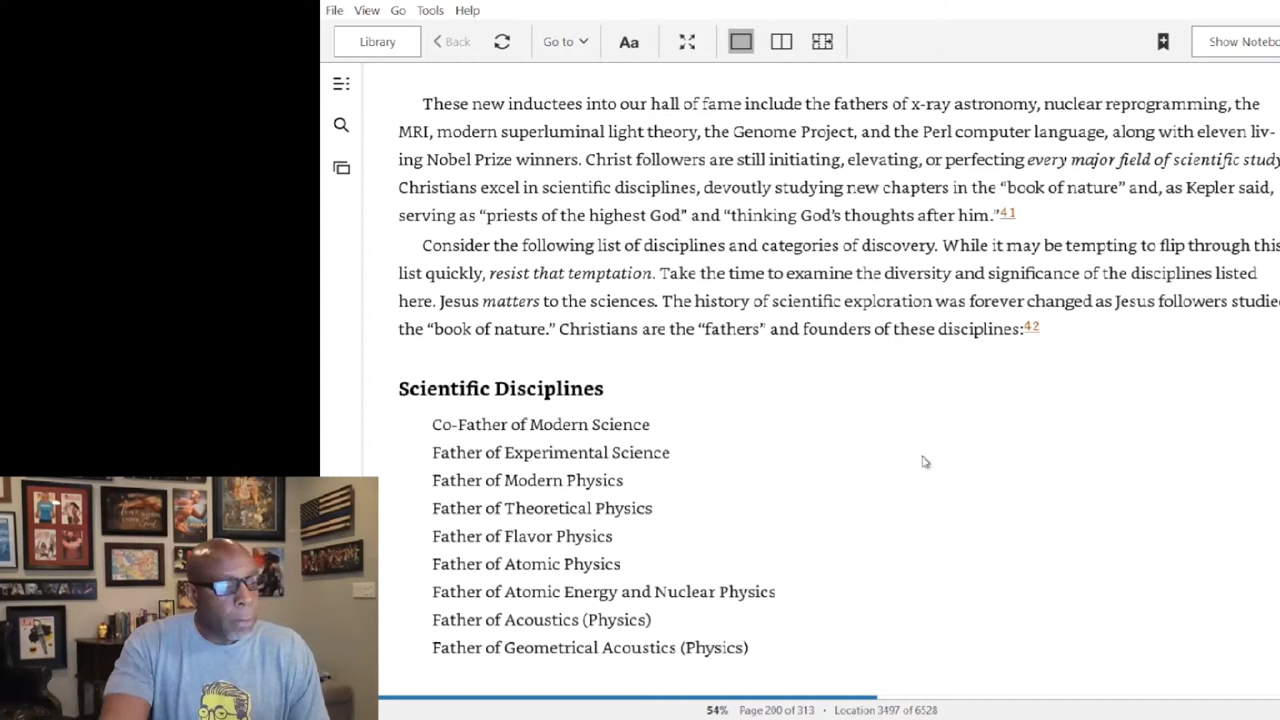 File View Go Tools Help
Library Back Go to Aa Show Notebo
These new inductees into our hall of fame include the fathers of x-ray astronomy, nuclear reprogramming, the
MRI, modern superluminal light theory, the Genome Project, and the Perl computer language, along with eleven liv-
ing Nobel Prize winners. Christ followers are still initiating, elevating, or perfecting every major field of scientific study
Christians excel in scientific disciplines, devoutly studying new chapters in the “book of nature” and, as Kepler said,
serving as “priests of the highest God” and “thinking God’s thoughts after him.”41
Consider the following list of disciplines and categories of discovery. While it may be tempting to flip through this
list quickly, resist that temptation. Take the time to examine the diversity and significance of the disciplines listed
here. Jesus matters to the sciences. The history of scientific exploration was forever changed as Jesus followers studie
the “book of nature.” Christians are the “fathers” and founders of these disciplines:42
Scientific Disciplines
Co-Father of Modern Science
Father of Experimental Science
Father of Modern Physics
Father of Theoretical Physics
Father of Flavor Physics
Father of Atomic Physics
Father of Atomic Energy and Nuclear Physics
Father of Acoustics (Physics)
Father of Geometrical Acoustics (Physics)
54% Page 200 of 313 • Location 3497 of 6528